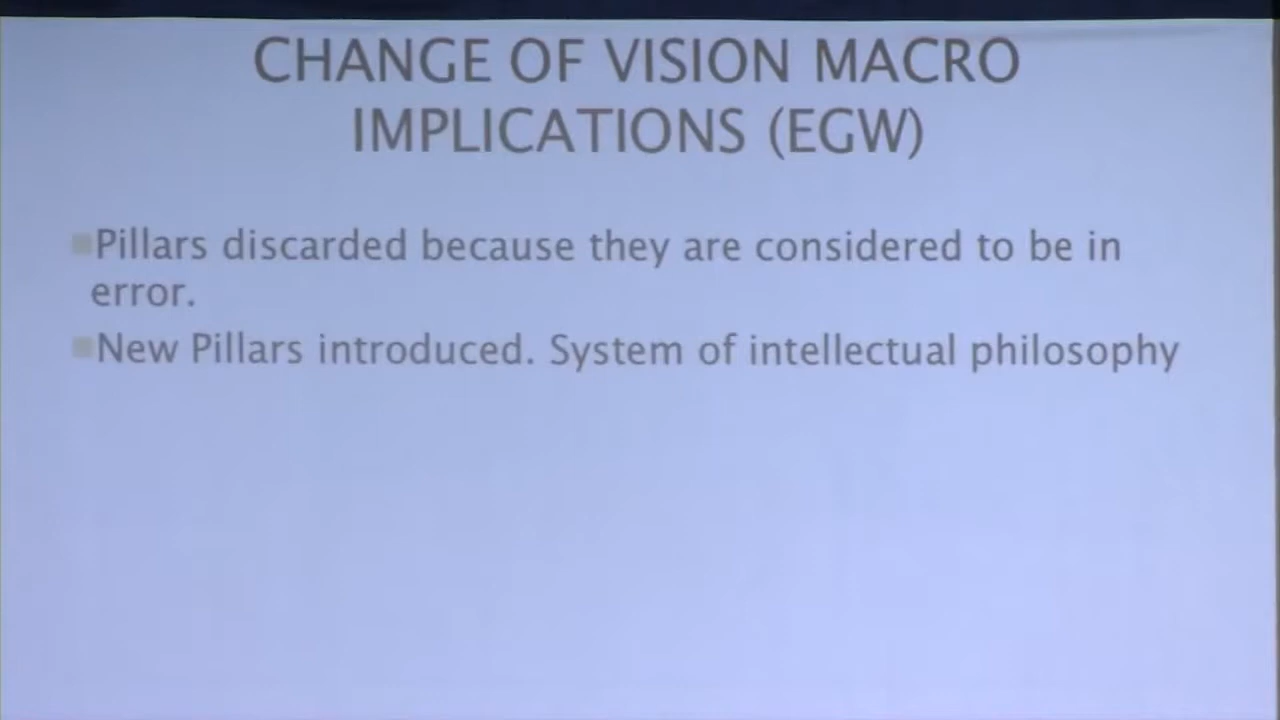 CHANGE OF VISION MACRO
IMPLICATIONS (EGW)
Pillars discarded because they are considered to be in
error.
New Pillars introduced. System of intellectual philosophy